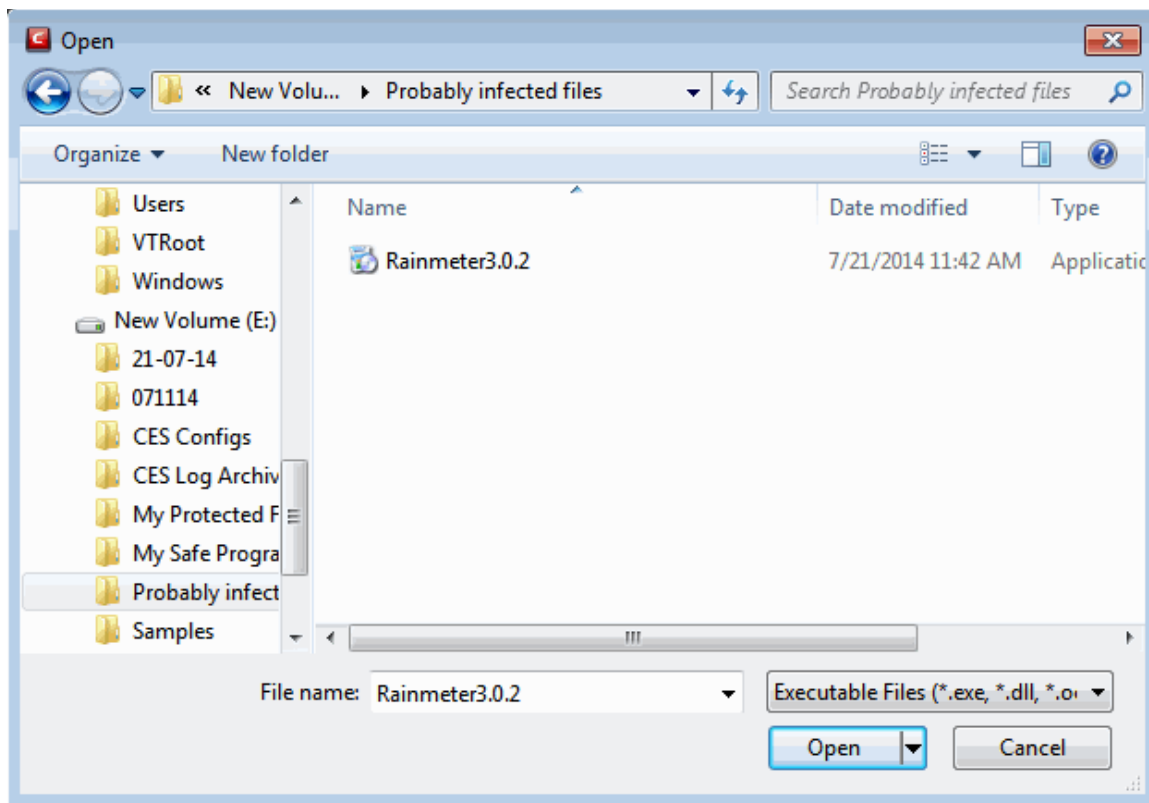 Open
« New Volu... Probably infected files Search Probably infected files
Organize New folder
Users
VTRoot
Windows
New Volume (E:)
21-07-14
071114
CES Configs
CES Log Archiv
My Protected F
My Safe Progra
Probably infect
Samples
Name Date modified Type
Rainmeter3.0.2 7/21/2014 11:42 AM Applicatic
File name: Rainmeter3.0.2 Executable Files (*.exe, *.dll, *.o
Open Cancel